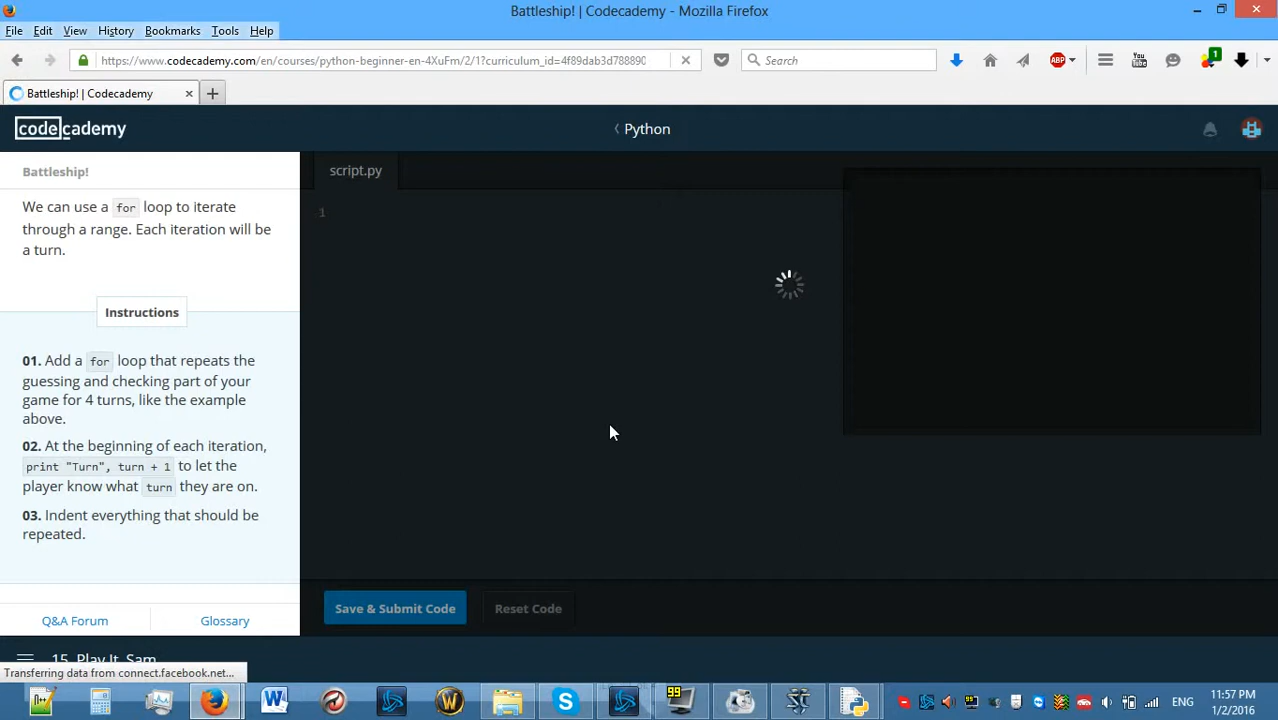 Battleship! | Codecademy - Mozilla Firefox
File Edit View History Bookmarks Tools Help
https://www.codecademy.com/en/courses/python-beginner-en-4XuFm/2/1?curriculum_id=4f89dab3d788890
Search
ABP
You Tube
1
Battleship! | Codecademy
codecademy
Python
Battleship!
script.py
We can use a for loop to iterate
through a range. Each iteration will be
a turn.
1
Instructions
01. Add a for loop that repeats the
guessing and checking part of your
game for 4 turns, like the example
above.
02. At the beginning of each iteration,
print "Turn", turn + 1 to let the
player know what turn they are on.
03. Indent everything that should be
repeated.
Save & Submit Code
Reset Code
Q&A Forum
Glossary
15. Play It, Sam
Transferring data from connect.facebook.net...
99
ENG
11:57 PM
1/2/2016